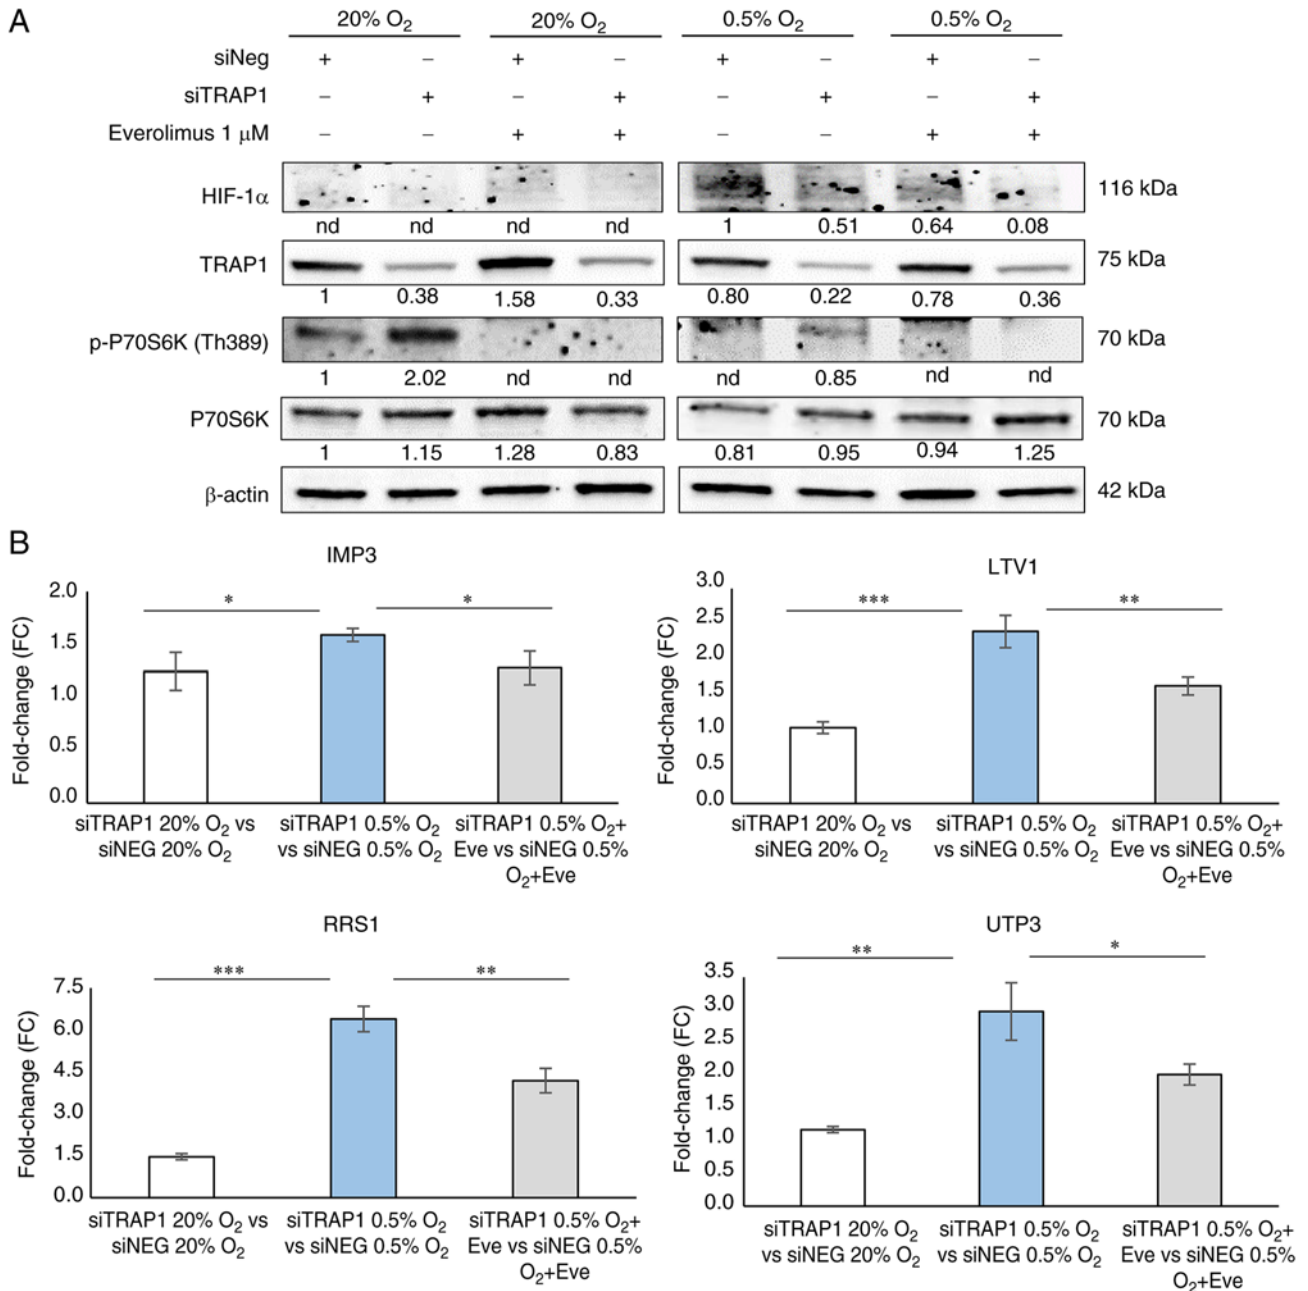 A
20% O2 20% O2 0.5% O2 0.5% O2
siNeg + − + − + − + −
siTRAP1 − + − + − + − +
Everolimus 1 μM − − + + − − + +
HIF-1α 116 kDa
nd nd nd nd 1 0.51 0.64 0.08
TRAP1 75 kDa
1 0.38 1.58 0.33 0.80 0.22 0.78 0.36
p-P70S6K (Th389) 70 kDa
1 2.02 nd nd nd 0.85 nd nd
P70S6K 70 kDa
1 1.15 1.28 0.83 0.81 0.95 0.94 1.25
β-actin 42 kDa
B
IMP3
Fold-change (FC)
2.0
1.5
1.0
0.5
0.0
* *
siTRAP1 20% O2 vs
siNEG 20% O2
siTRAP1 0.5% O2
vs siNEG 0.5% O2
siTRAP1 0.5% O2+
Eve vs siNEG 0.5%
O2+Eve
LTV1
Fold-change (FC)
3.0
2.5
2.0
1.5
1.0
0.5
0.0
*** **
siTRAP1 20% O2 vs
siNEG 20% O2
siTRAP1 0.5% O2
vs siNEG 0.5% O2
siTRAP1 0.5% O2+
Eve vs siNEG 0.5%
O2+Eve
RRS1
Fold-change (FC)
7.5
6.0
4.5
3.0
1.5
0.0
*** **
siTRAP1 20% O2 vs
siNEG 20% O2
siTRAP1 0.5% O2
vs siNEG 0.5% O2
siTRAP1 0.5% O2+
Eve vs siNEG 0.5%
O2+Eve
UTP3
Fold-change (FC)
3.5
3.0
2.5
2.0
1.5
1.0
0.5
0.0
** *
siTRAP1 20% O2
vs siNEG 20% O2
siTRAP1 0.5% O2
vs siNEG 0.5% O2
siTRAP1 0.5% O2+
Eve vs siNEG 0.5%
O2+Eve